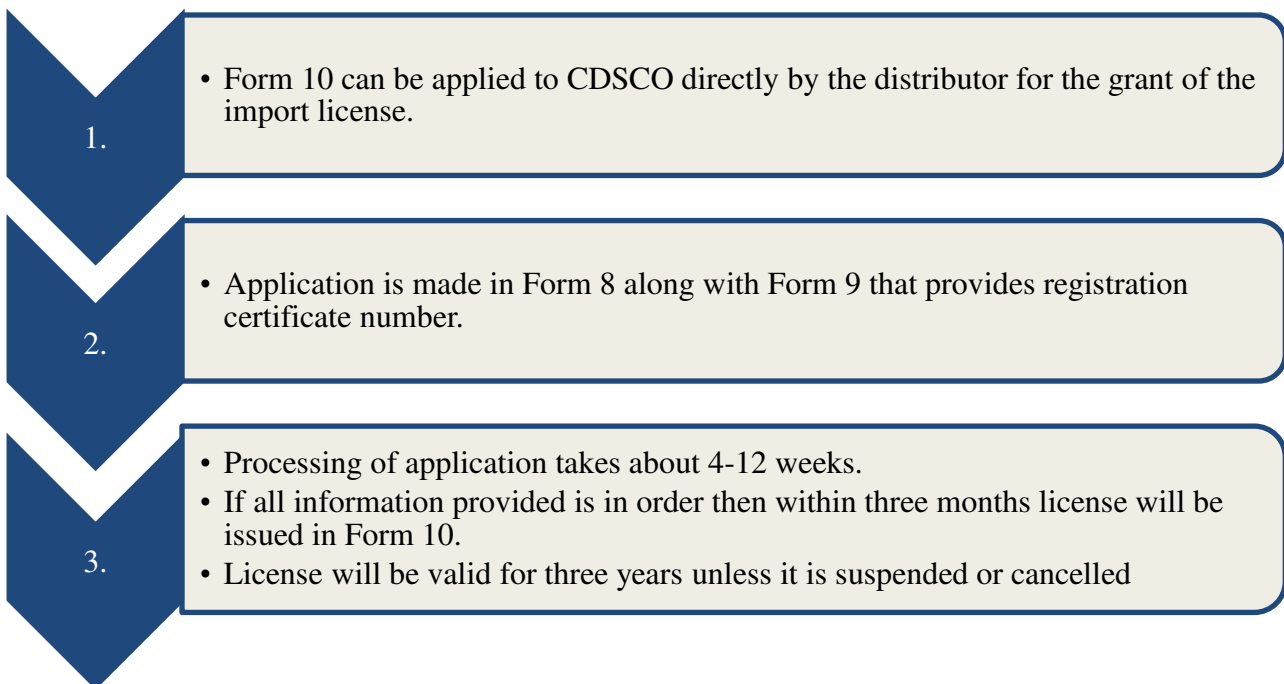 1.
• Form 10 can be applied to CDSCO directly by the distributor for the grant of the
import license.
2.
• Application is made in Form 8 along with Form 9 that provides registration
certificate number.
3.
• Processing of application takes about 4-12 weeks.
• If all information provided is in order then within three months license will be
issued in Form 10.
• License will be valid for three years unless it is suspended or cancelled